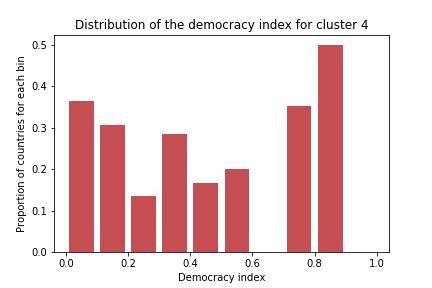 Distribution of the democracy index for cluster 4
Proportion of countries for each bin
0.5
0.4
0.3
0.2
0.1
0.0
0.0 0.2 0.4 0.6 0.8 1.0
Democracy index